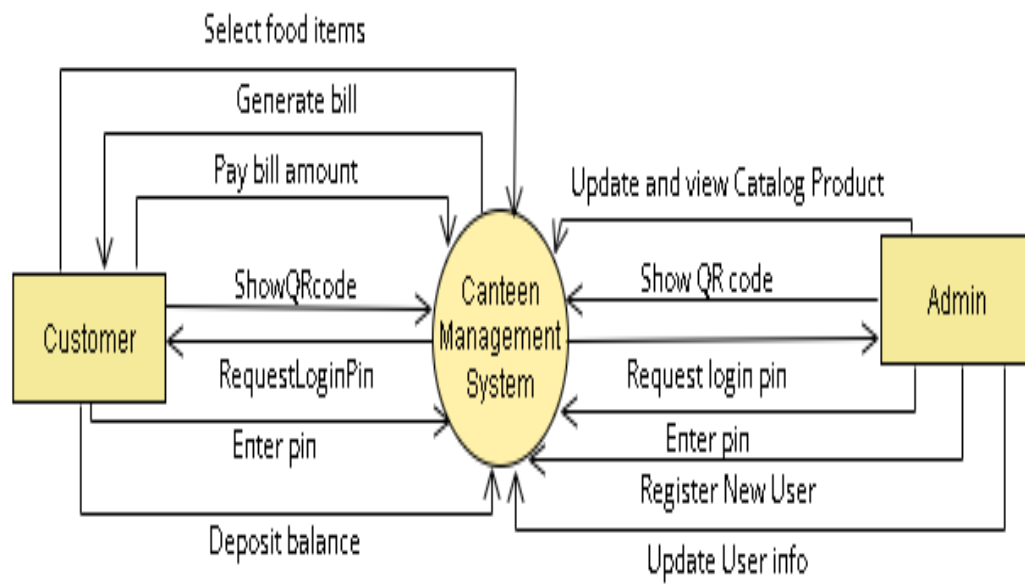 Select food items
Generate bill
Pay bill amount
Update and view Catalog Product
ShowQRcode
Show QR code
Customer
Canteen
Management
System
Admin
RequestLoginPin
Request login pin
Enter pin
Enter pin
Register New User
Deposit balance
Update User info